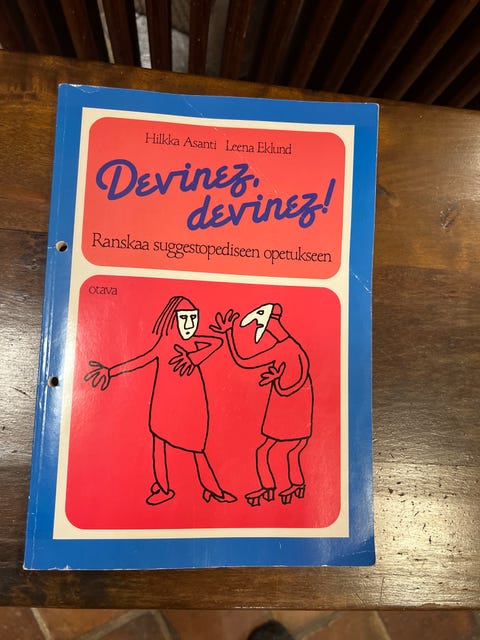 Hilkka Asanti Leena Eklund
Devinez,
devinez!
Ranskaa suggestopediseen opetukseen
otava